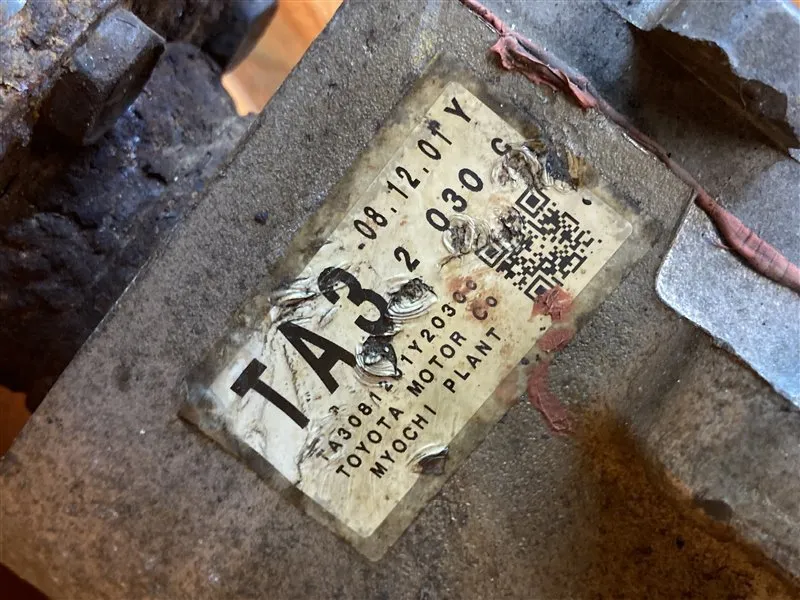 TA3 -08.12.01 Y
2 030 G
TOYOTA MOTOR Co
MYOCHI PLANT